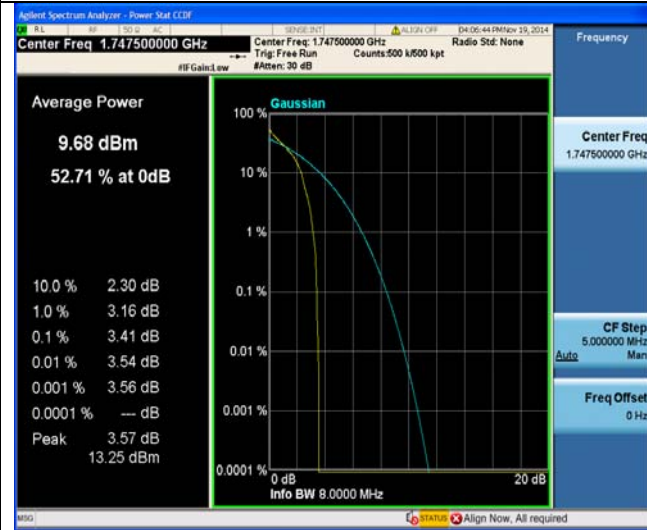 Agilent Spectrum Analyzer - Power Stat CCDF
RL RF 50 Ω AC SENSE:INT ALIGN OFF 04:06:44 PM Nov 19, 2014
Center Freq 1.747500000 GHz
Center Freq: 1.747500000 GHz Radio Std: None
Trig: Free Run Counts:500 k/500 kpt
#IFGain:Low #Atten: 30 dB
Frequency
Average Power
9.68 dBm
52.71 % at 0dB
10.0 % 2.30 dB
1.0 % 3.16 dB
0.1 % 3.41 dB
0.01 % 3.54 dB
0.001 % 3.56 dB
0.0001 % --- dB
Peak 3.57 dB
13.25 dBm
Gaussian
100 %
10 %
1 %
0.1 %
0.01 %
0.001 %
0.0001 %
0 dB 20 dB
Info BW 8.0000 MHz
Center Freq
1.747500000 GHz
CF Step
5.000000 MHz
Auto Man
Freq Offset
0 Hz
MSG STATUS Align Now, All required